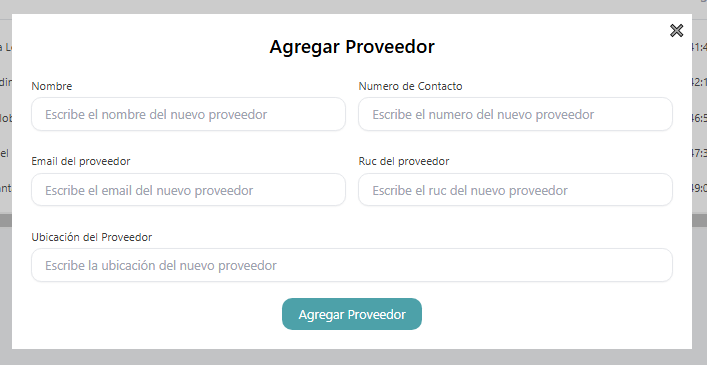 Agregar Proveedor
Nombre
Numero de Contacto
Escribe el nombre del nuevo proveedor
Escribe el numero del nuevo proveedor
Email del proveedor
Ruc del proveedor
Escribe el email del nuevo proveedor
Escribe el ruc del nuevo proveedor
Ubicación del Proveedor
Escribe la ubicación del nuevo proveedor
Agregar Proveedor